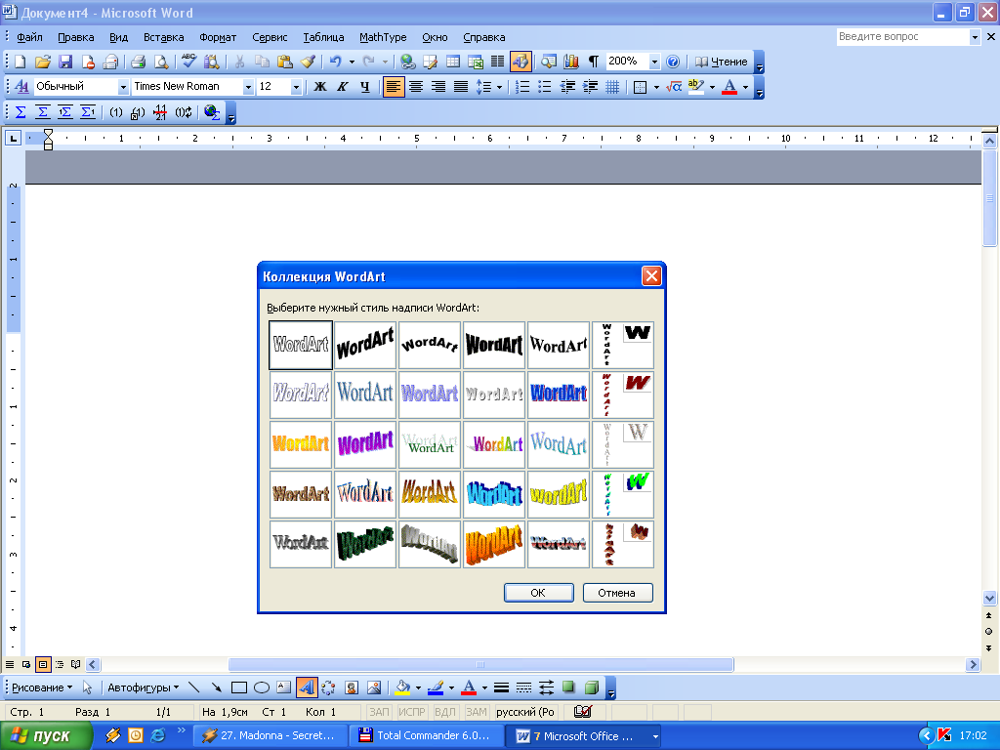 Документ4 - Microsoft Word
Файл Правка Вид Вставка Формат Сервис Таблица MathType Окно Справка Введите вопрос
200% Чтение
Обычный Times New Roman 12 Ж К Ч
(1) (1)
1 2 3 4 5 6 7 8 9 10 11 12
2
1
1
2
3
4
Коллекция WordArt
Выберите нужный стиль надписи WordArt:
WordArt WordArt WordArt WordArt WordArt WordArt W
WordArt WordArt WordArt WordArt WordArt WordArt W
WordArt WordArt WordArt WordArt WordArt WordArt W
WordArt WordArt WordArt WordArt WordArt WordArt W
WordArt WordArt WordArt WordArt WordArt
ОК Отмена
Рисование Автофигуры
Стр. 1 Разд 1 1/1 На 1,9см Ст 1 Кол 1 ЗАП ИСПР ВДЛ ЗАМ русский (Ро
пуск 27. Madonna - Secret... Total Commander 6.0... 7 Microsoft Office ... 17:02